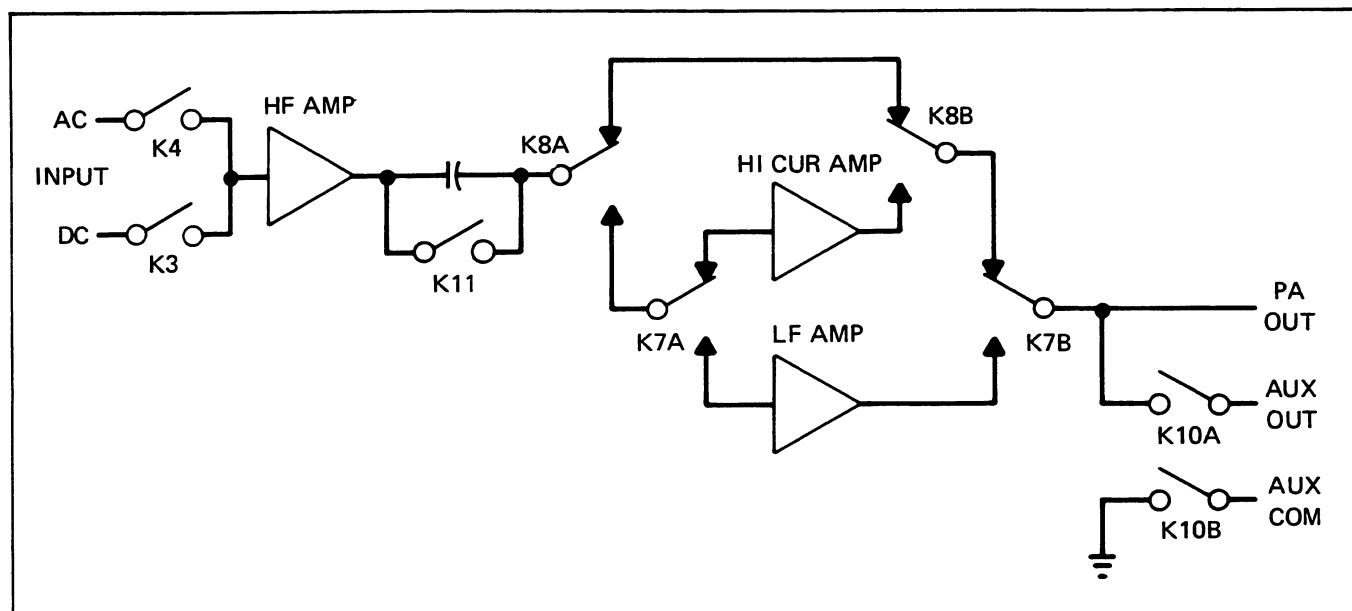 AC
K4
INPUT
DC
K3
HF AMP
K11
K8A
K8B
HI CUR AMP
K7A
LF AMP
K7B
PA
OUT
AUX
OUT
K10A
AUX
COM
K10B